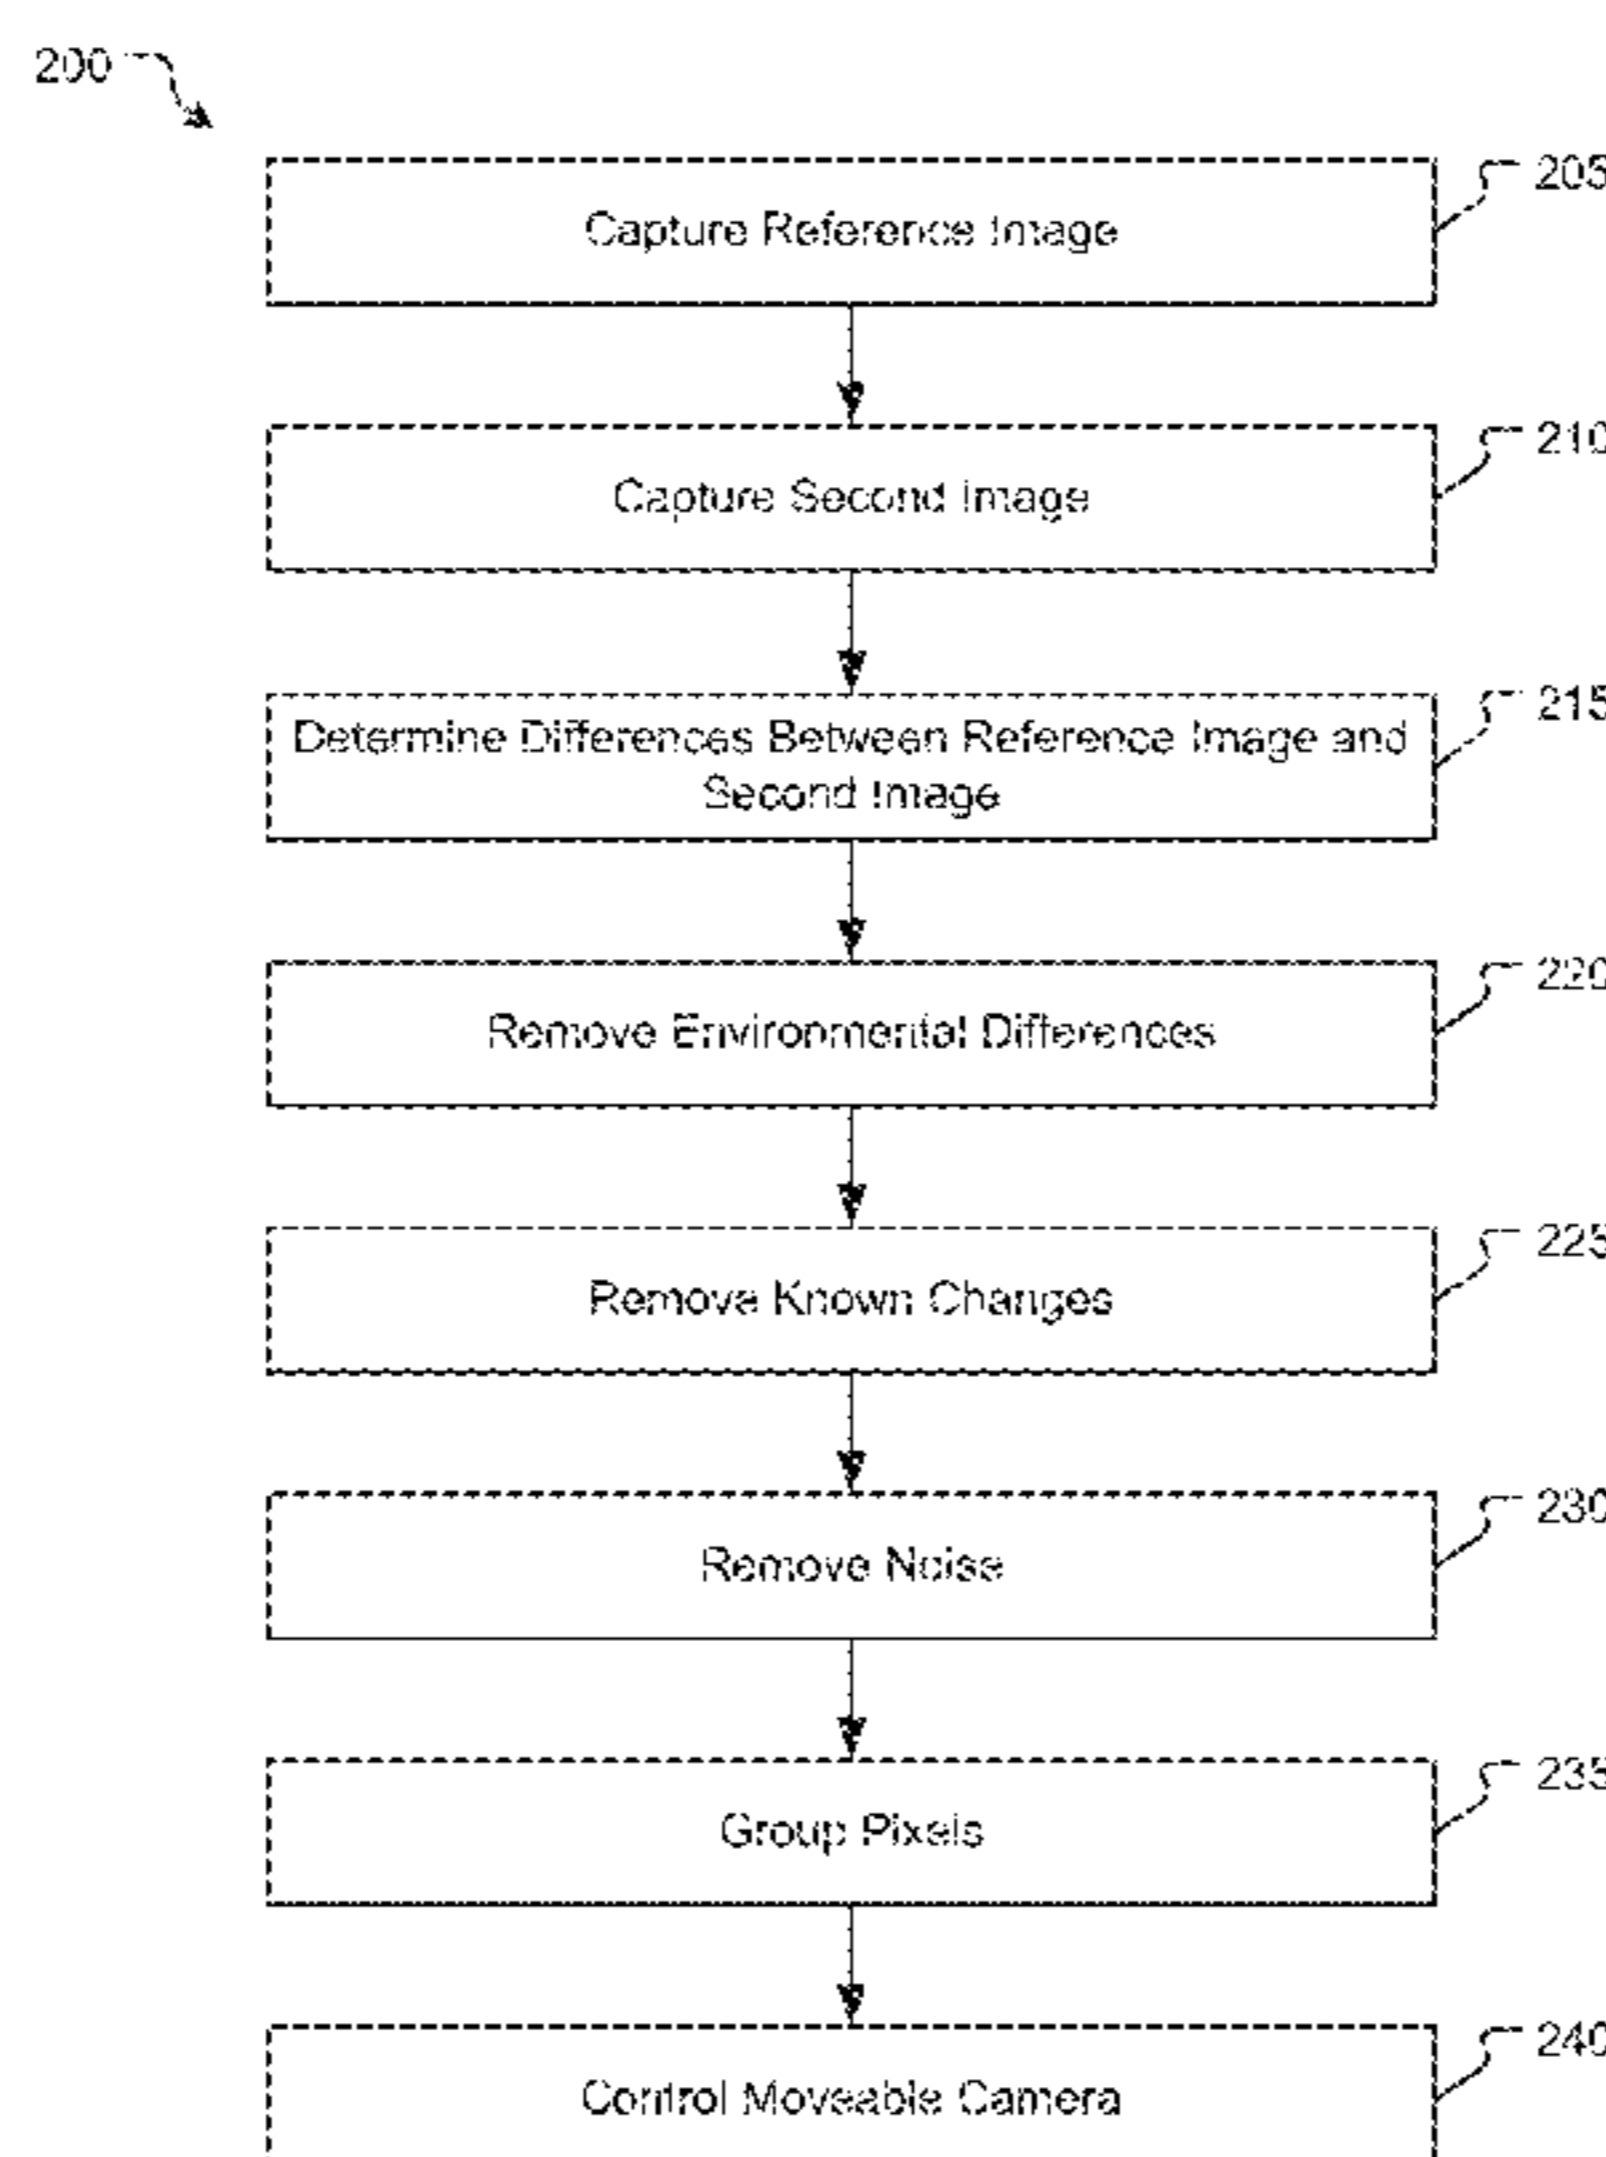 200
205
Capture Reference Image
210
Capture Second Image
215
Determine Differences Between Reference Image and
Second Image
220
Remove Environmental Differences
225
Remove Known Changes
230
Remove Noise
235
Group Pixels
240
Control Moveable Camera